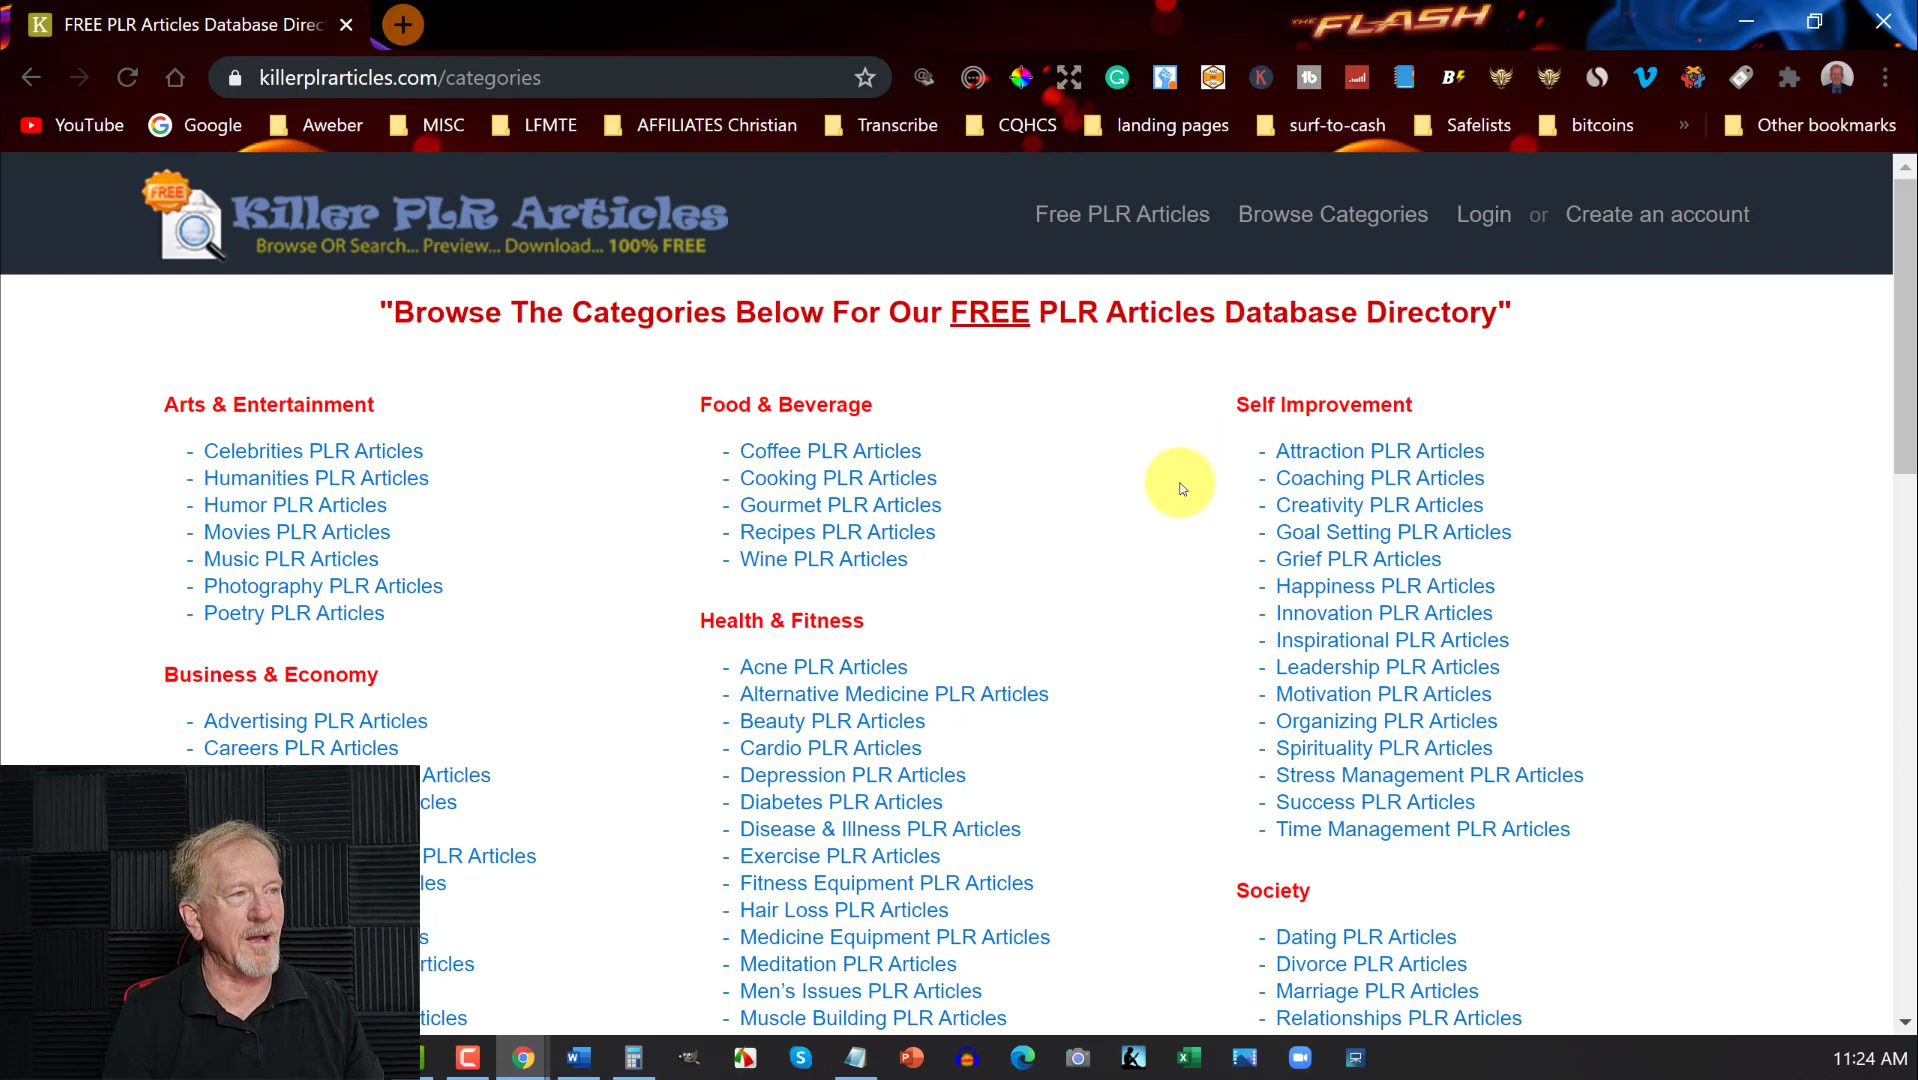 K FREE PLR Articles Database Direc
THE FLASH
killerplrarticles.com/categories
YouTube Google Aweber MISC LFMTE AFFILIATES Christian Transcribe CQHCS landing pages surf-to-cash Safelists bitcoins » Other bookmarks
FREE
Killer PLR Articles
Browse OR Search... Preview... Download... 100% FREE
Free PLR Articles Browse Categories Login or Create an account
"Browse The Categories Below For Our FREE PLR Articles Database Directory"
Arts & Entertainment
- Celebrities PLR Articles
- Humanities PLR Articles
- Humor PLR Articles
- Movies PLR Articles
- Music PLR Articles
- Photography PLR Articles
- Poetry PLR Articles
Business & Economy
- Advertising PLR Articles
- Careers PLR Articles
Articles
cles
PLR Articles
les
s
rticles
ticles
Food & Beverage
- Coffee PLR Articles
- Cooking PLR Articles
- Gourmet PLR Articles
- Recipes PLR Articles
- Wine PLR Articles
Health & Fitness
- Acne PLR Articles
- Alternative Medicine PLR Articles
- Beauty PLR Articles
- Cardio PLR Articles
- Depression PLR Articles
- Diabetes PLR Articles
- Disease & Illness PLR Articles
- Exercise PLR Articles
- Fitness Equipment PLR Articles
- Hair Loss PLR Articles
- Medicine Equipment PLR Articles
- Meditation PLR Articles
- Men's Issues PLR Articles
- Muscle Building PLR Articles
Self Improvement
- Attraction PLR Articles
- Coaching PLR Articles
- Creativity PLR Articles
- Goal Setting PLR Articles
- Grief PLR Articles
- Happiness PLR Articles
- Innovation PLR Articles
- Inspirational PLR Articles
- Leadership PLR Articles
- Motivation PLR Articles
- Organizing PLR Articles
- Spirituality PLR Articles
- Stress Management PLR Articles
- Success PLR Articles
- Time Management PLR Articles
Society
- Dating PLR Articles
- Divorce PLR Articles
- Marriage PLR Articles
- Relationships PLR Articles
11:24 AM